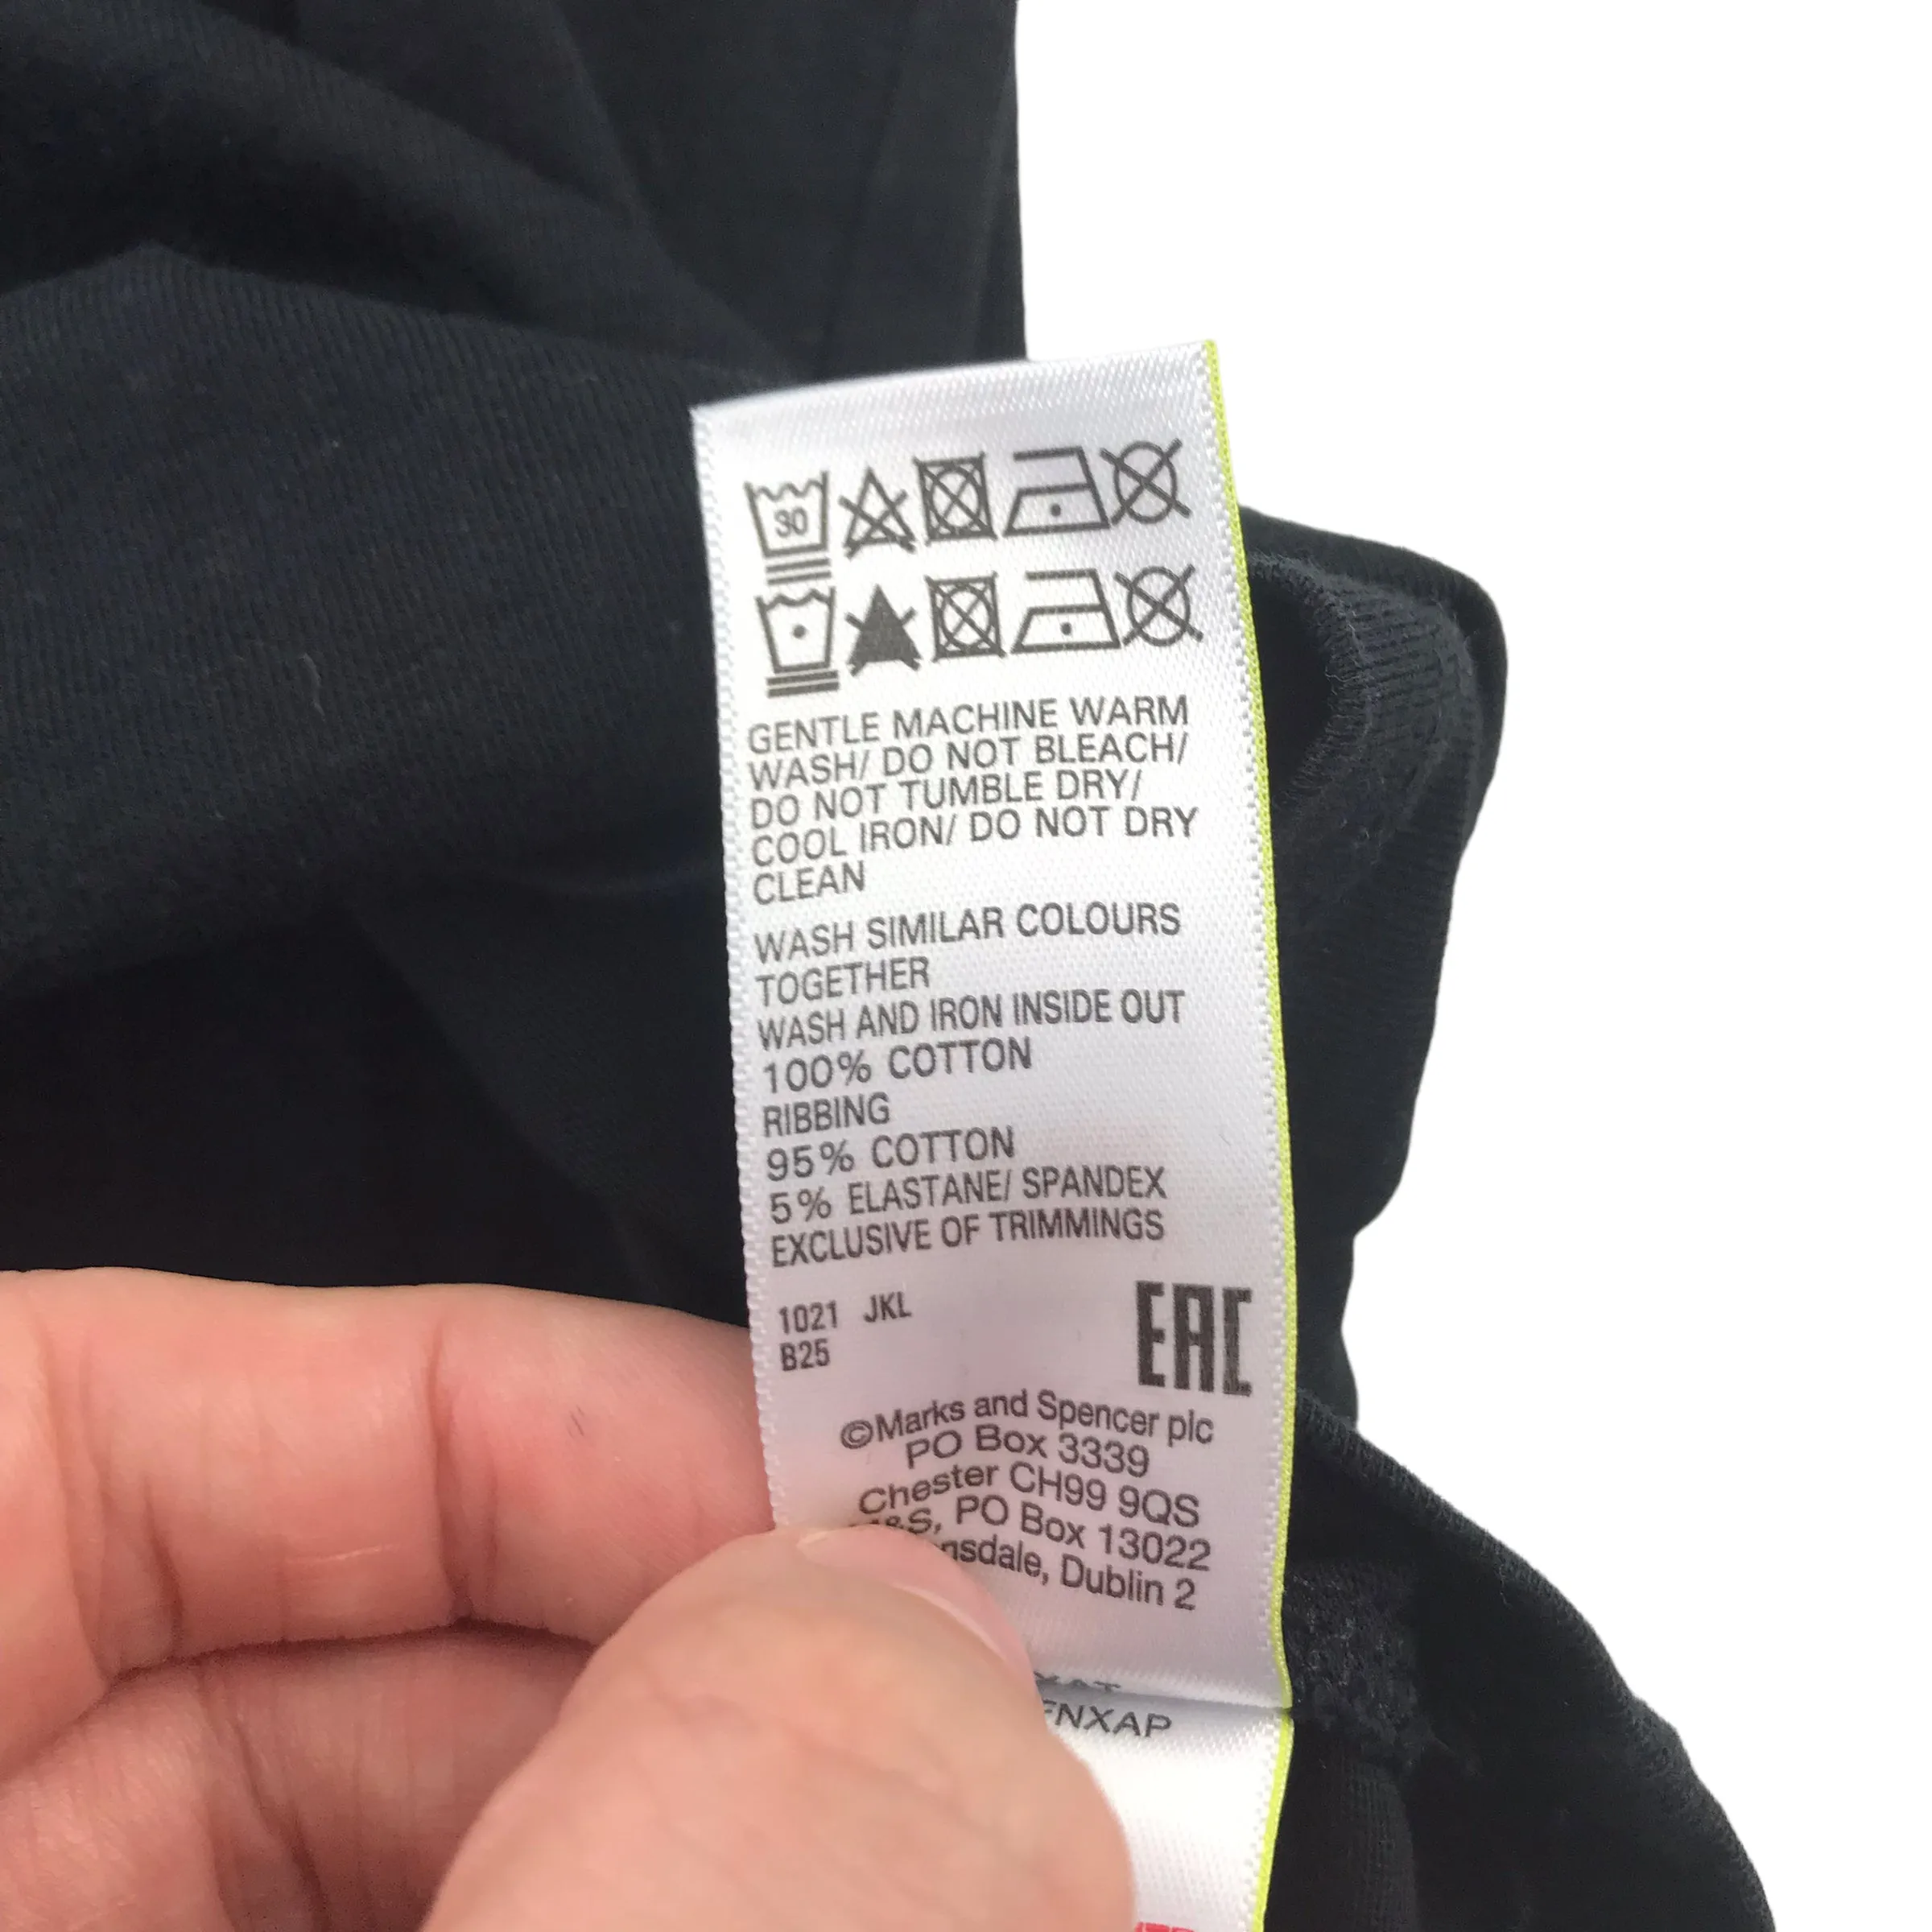 30
GENTLE MACHINE WARM
WASH/ DO NOT BLEACH/
DO NOT TUMBLE DRY/
COOL IRON/ DO NOT DRY
CLEAN
WASH SIMILAR COLOURS
TOGETHER
WASH AND IRON INSIDE OUT
100% COTTON
RIBBING
95% COTTON
5% ELASTANE/ SPANDEX
EXCLUSIVE OF TRIMMINGS
1021 JKL
B25
EAC
©Marks and Spencer plc
PO Box 3339
Chester CH99 9QS
PO Box 13022
Dublin 2